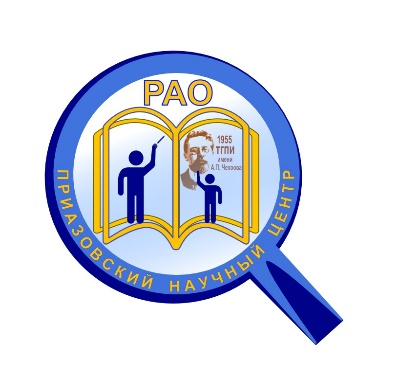 РАО
1955
ТГПИ
имени
А.П. Чехова
ПРИАЗОВСКИЙ НАУЧНЫЙ ЦЕНТР